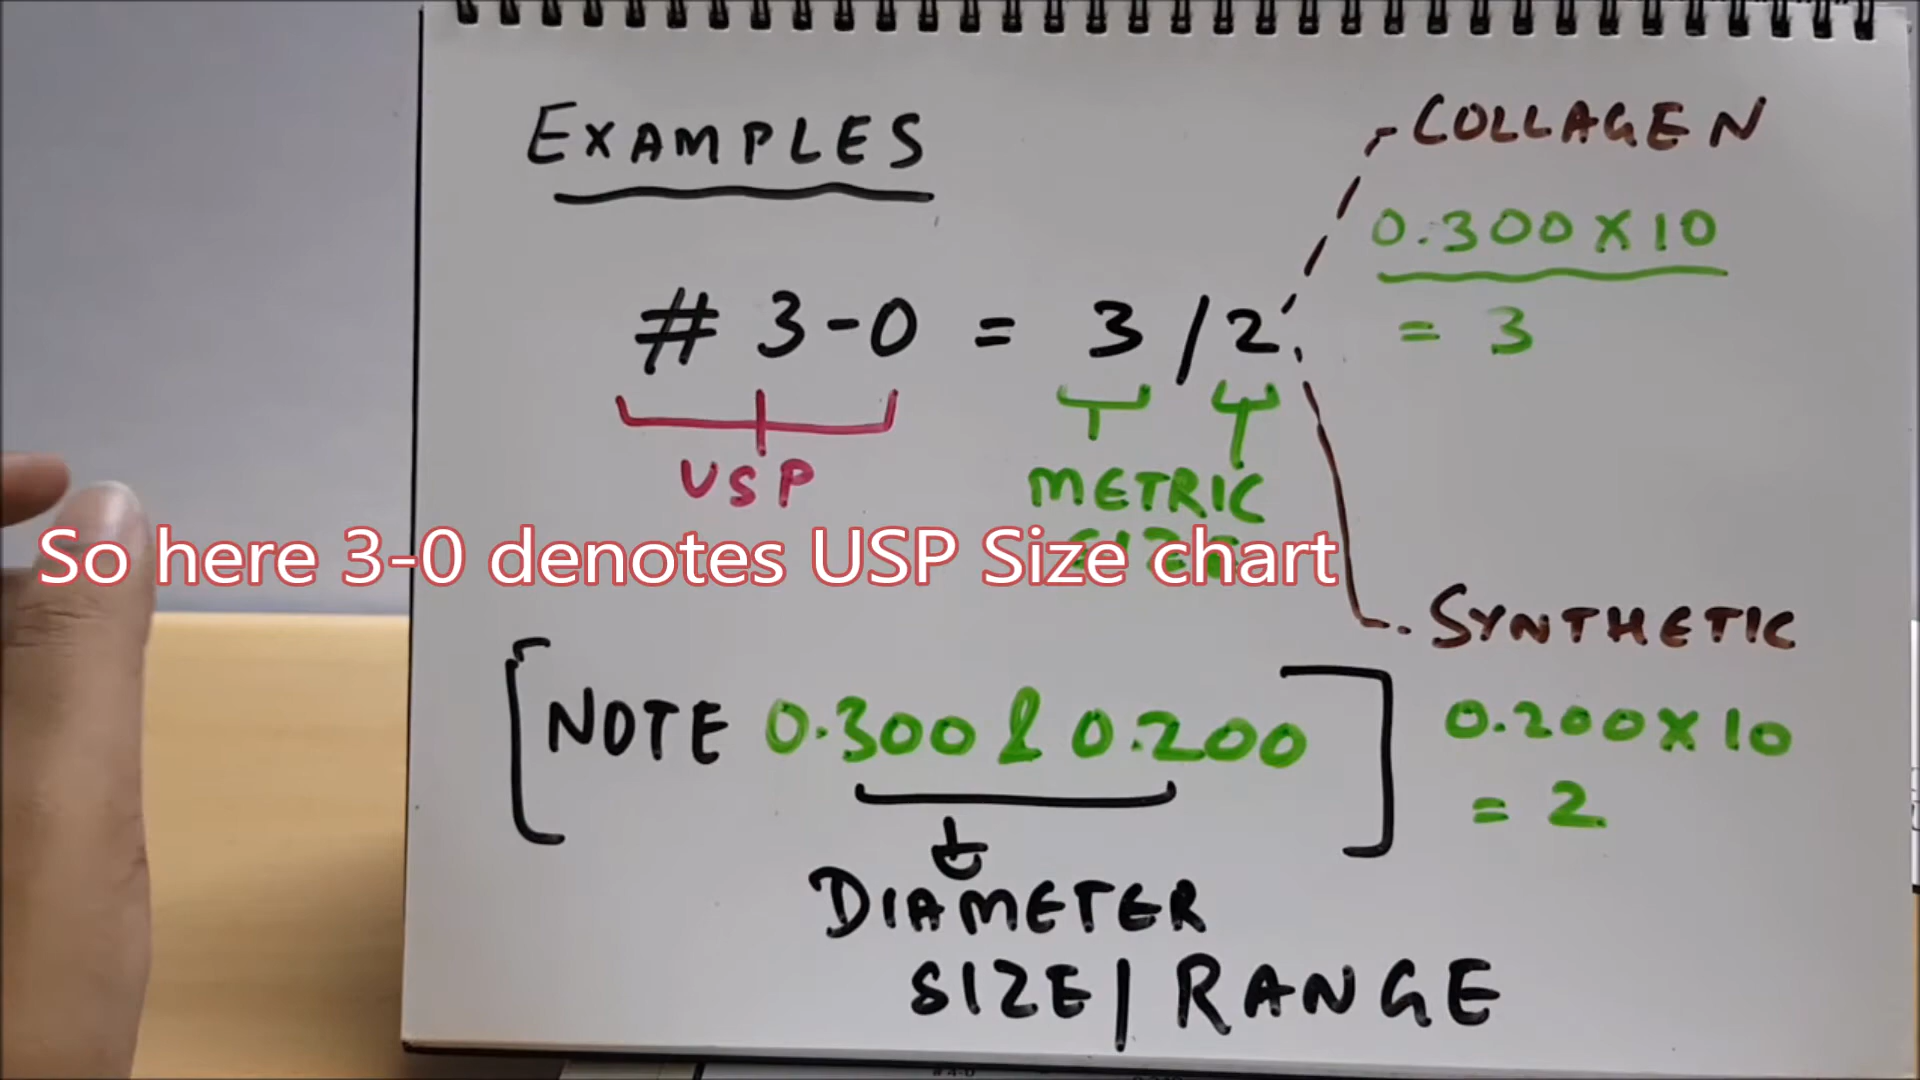 EXAMPLES
COLLAGEN
0.300 X 10
= 3
# 3-0 = 3/2
USP
METRIC
SIZE
So here 3-0 denotes USP Size chart
SYNTHETIC
0.200 X 10
= 2
[NOTE 0.300 & 0.200]
DIAMETER
SIZE/RANGE